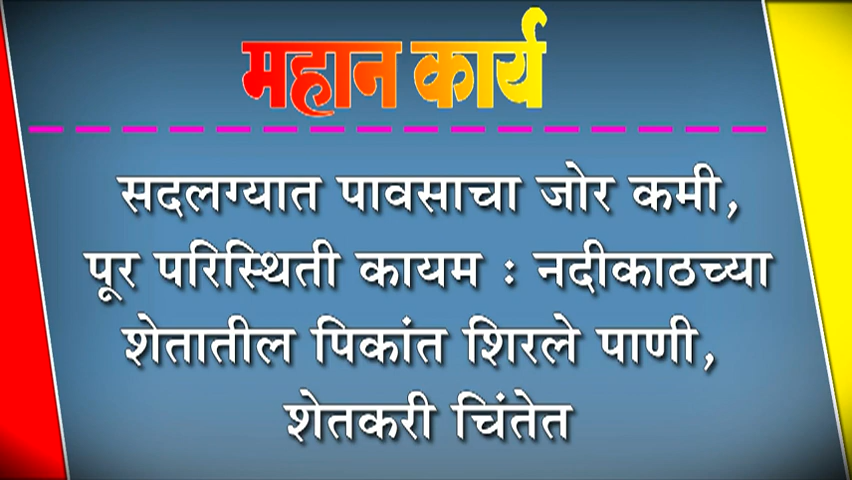 महान कार्य
सदलग्यात पावसाचा जोर कमी,
पूर परिस्थिती कायम : नदीकाठच्या
शेतातील पिकांत शिरले पाणी,
शेतकरी चिंतेत